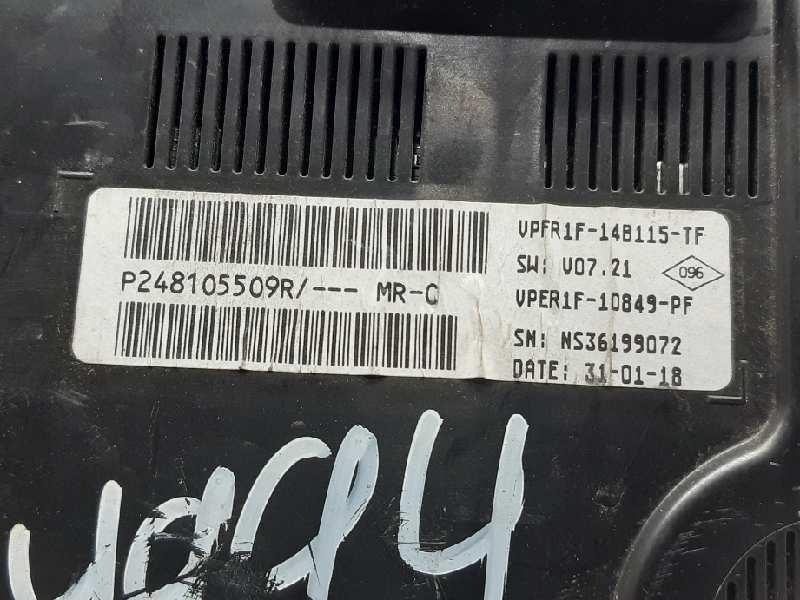 VPFR1F-14B115-TF
SW: V07.21
096
P248105509R/--- MR-C
VPER1F-10849-PF
SN: NS36199072
DATE: 31-01-18